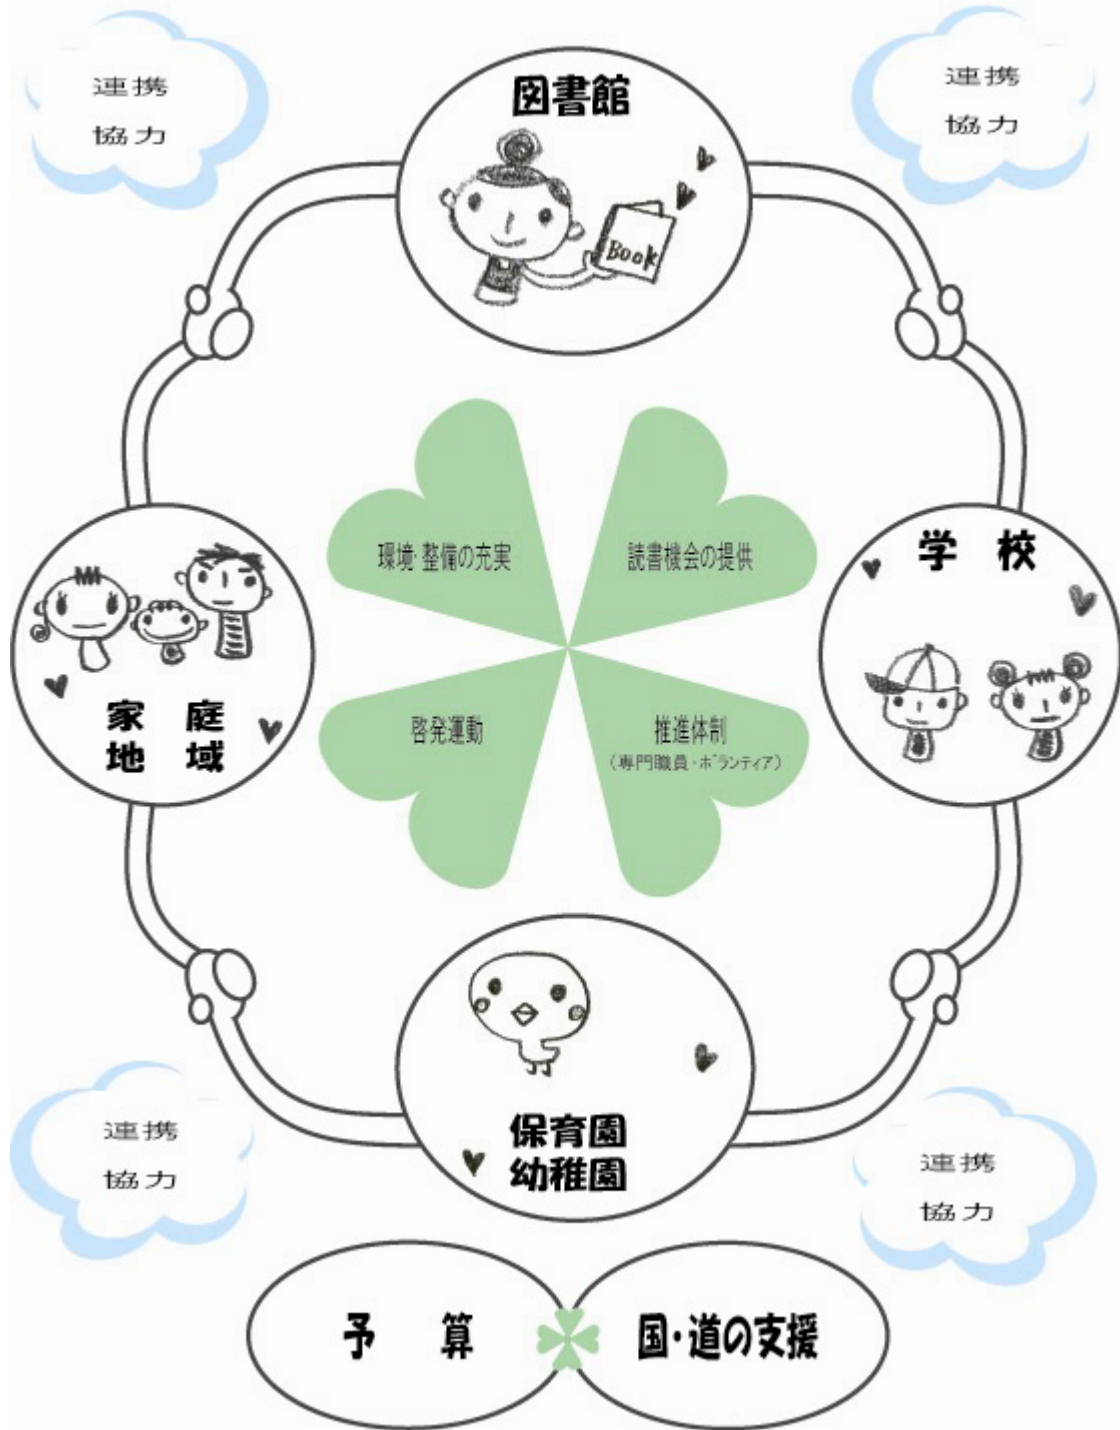 連携
協力
図書館
連携
協力
Book
環境・整備の充実
読書機会の提供
学 校
家 庭
地 域
啓発運動
推進体制
(専門職員・ボランティア)
保育園
幼稚園
連携
協力
連携
協力
予 算
国・道の支援